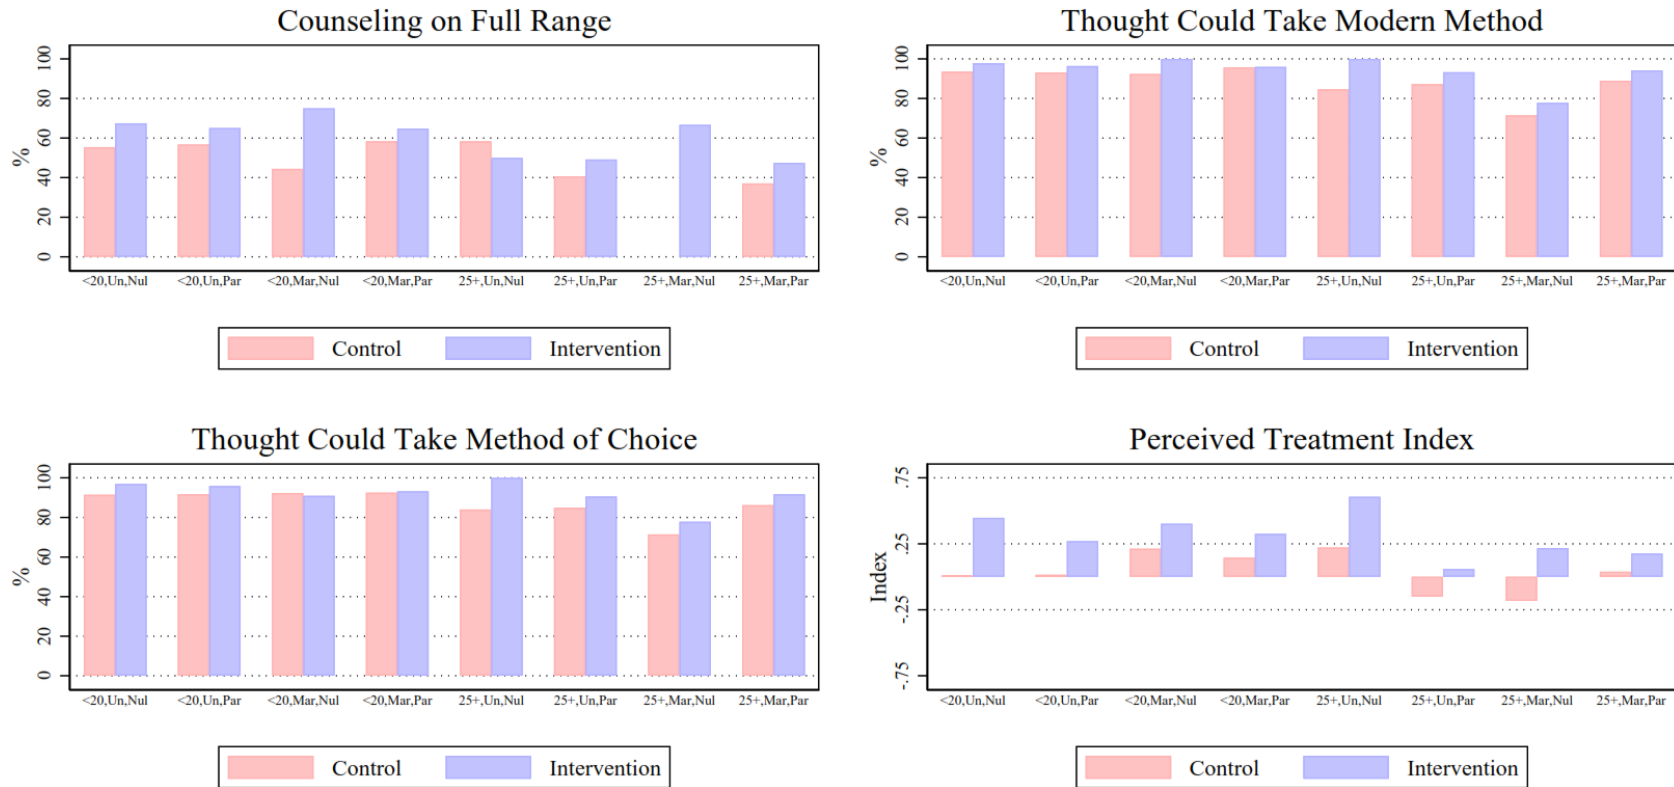 Counseling on Full Range
%
100
80
60
40
20
0
<20,Un,Nul <20,Un,Par <20,Mar,Nul <20,Mar,Par 25+,Un,Nul 25+,Un,Par 25+,Mar,Nul 25+,Mar,Par
Control Intervention
Thought Could Take Modern Method
%
100
80
60
40
20
0
<20,Un,Nul <20,Un,Par <20,Mar,Nul <20,Mar,Par 25+,Un,Nul 25+,Un,Par 25+,Mar,Nul 25+,Mar,Par
Control Intervention
Thought Could Take Method of Choice
%
100
80
60
40
20
0
<20,Un,Nul <20,Un,Par <20,Mar,Nul <20,Mar,Par 25+,Un,Nul 25+,Un,Par 25+,Mar,Nul 25+,Mar,Par
Control Intervention
Perceived Treatment Index
Index
.75
.25
-.25
-.75
<20,Un,Nul <20,Un,Par <20,Mar,Nul <20,Mar,Par 25+,Un,Nul 25+,Un,Par 25+,Mar,Nul 25+,Mar,Par
Control Intervention